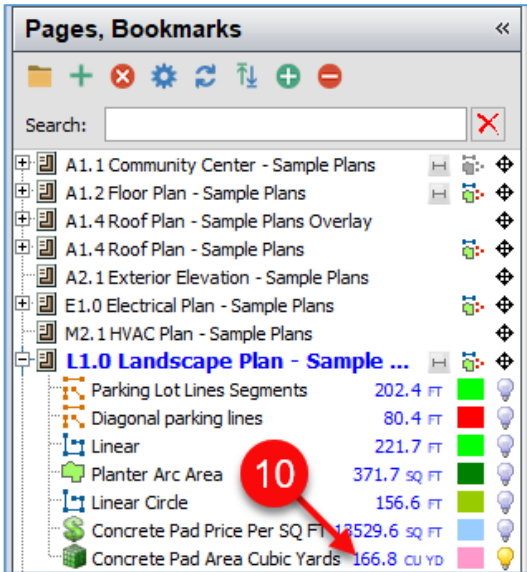 Pages, Bookmarks
Search:
A1.1 Community Center - Sample Plans
A1.2 Floor Plan - Sample Plans
A1.4 Roof Plan - Sample Plans Overlay
A1.4 Roof Plan - Sample Plans
A2.1 Exterior Elevation - Sample Plans
E1.0 Electrical Plan - Sample Plans
M2.1 HVAC Plan - Sample Plans
L1.0 Landscape Plan - Sample ...
Parking Lot Lines Segments 202.4 FT
Diagonal parking lines 80.4 FT
Linear 221.7 FT
Planter Arc Area 371.7 SQ FT
10
Linear Circle 156.6 FT
Concrete Pad Price Per SQ FT 13529.6 SQ FT
Concrete Pad Area Cubic Yards 166.8 CU YD